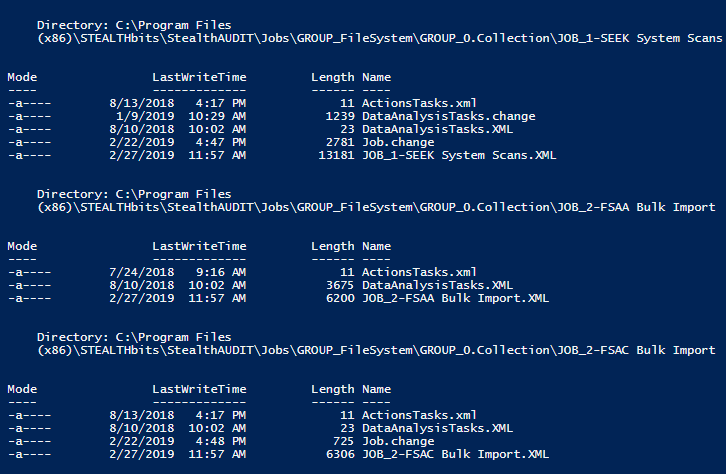 Directory: C:\Program Files
(x86)\STEALTHbits\StealthAUDIT\Jobs\GROUP_FileSystem\GROUP_0.Collection\JOB_1-SEEK System Scans
Mode LastWriteTime Length Name
---- ------------- ------ ----
-a---- 8/13/2018 4:17 PM 11 ActionsTasks.xml
-a---- 1/9/2019 10:29 AM 1239 DataAnalysisTasks.change
-a---- 8/10/2018 10:02 AM 23 DataAnalysisTasks.XML
-a---- 2/22/2019 4:47 PM 2781 Job.change
-a---- 2/27/2019 11:57 AM 13181 JOB_1-SEEK System Scans.XML
Directory: C:\Program Files
(x86)\STEALTHbits\StealthAUDIT\Jobs\GROUP_FileSystem\GROUP_0.Collection\JOB_2-FSAA Bulk Import
Mode LastWriteTime Length Name
---- ------------- ------ ----
-a---- 7/24/2018 9:16 AM 11 ActionsTasks.xml
-a---- 8/10/2018 10:02 AM 3675 DataAnalysisTasks.XML
-a---- 2/27/2019 11:57 AM 6200 JOB_2-FSAA Bulk Import.XML
Directory: C:\Program Files
(x86)\STEALTHbits\StealthAUDIT\Jobs\GROUP_FileSystem\GROUP_0.Collection\JOB_2-FSAC Bulk Import
Mode LastWriteTime Length Name
---- ------------- ------ ----
-a---- 8/13/2018 4:17 PM 11 ActionsTasks.xml
-a---- 8/10/2018 10:02 AM 23 DataAnalysisTasks.XML
-a---- 2/22/2019 4:48 PM 725 Job.change
-a---- 2/27/2019 11:57 AM 6306 JOB_2-FSAC Bulk Import.XML